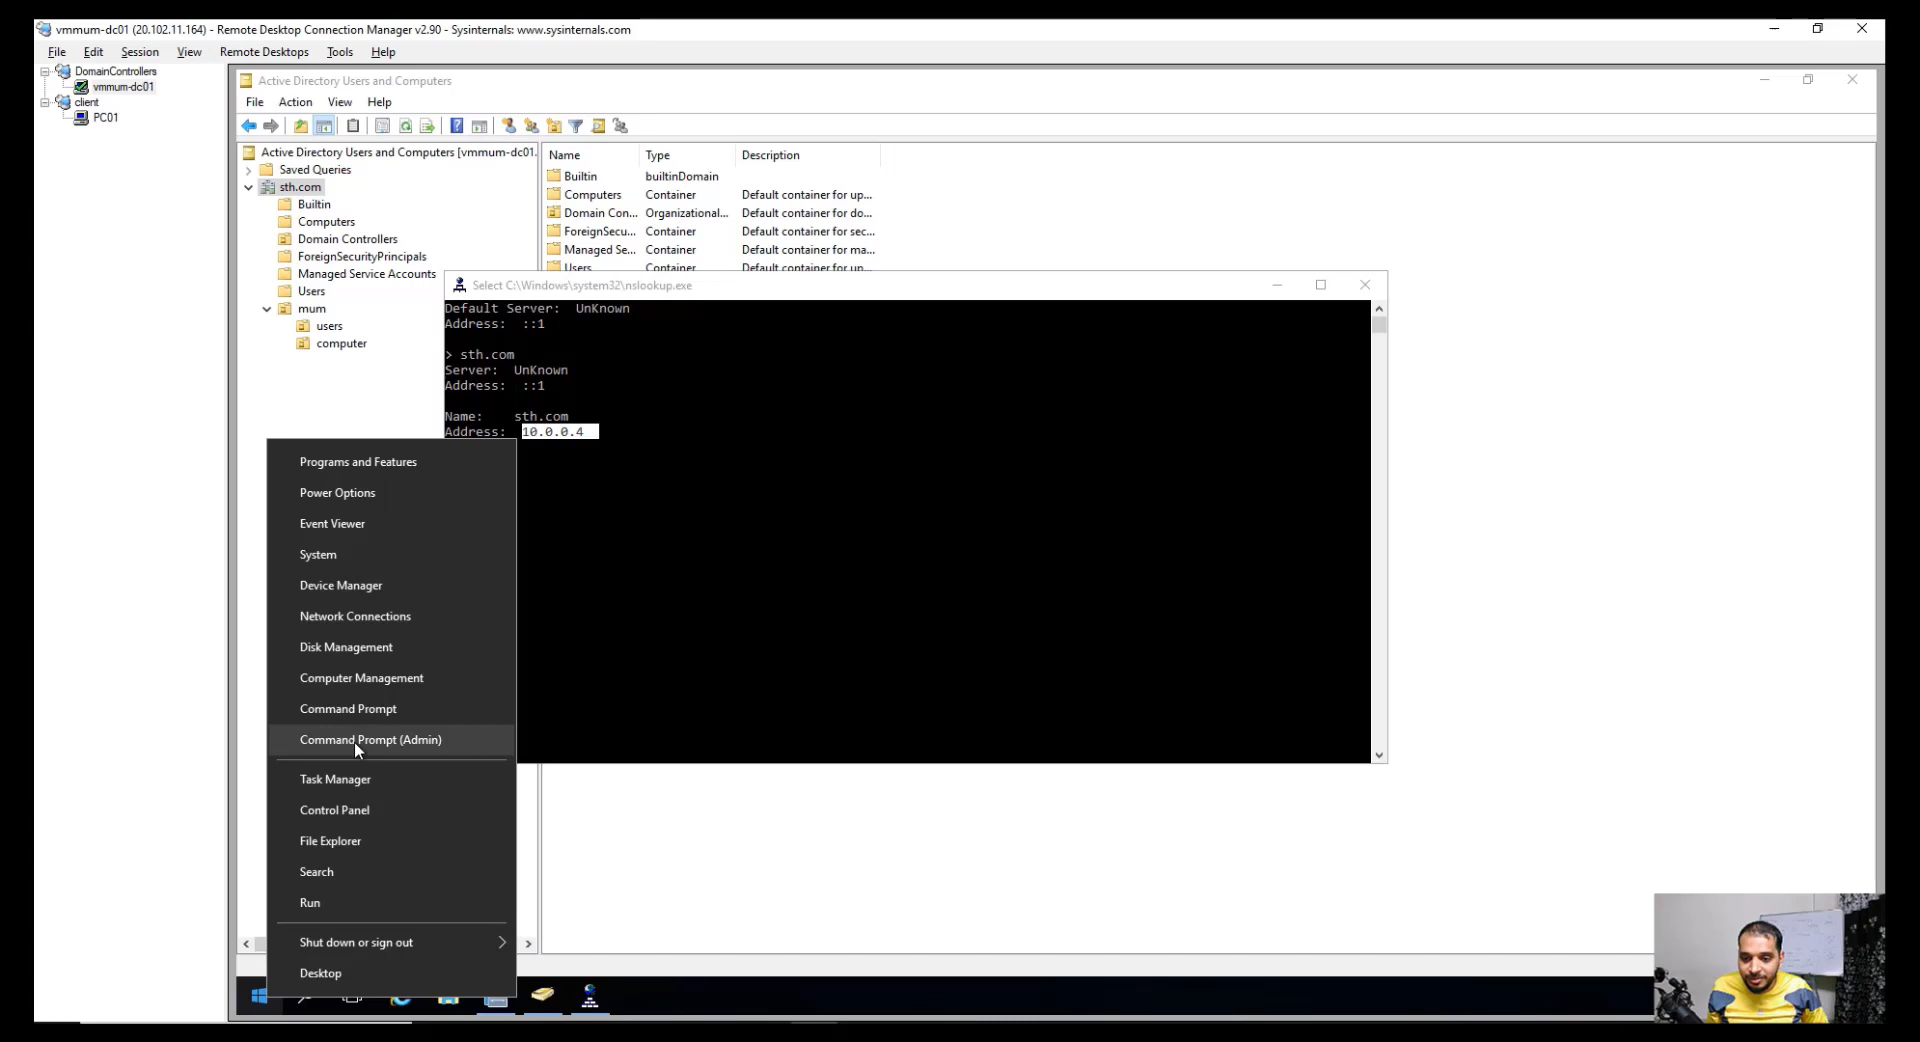 vmmum-dc01 (20.102.11.164) - Remote Desktop Connection Manager v2.90 - Sysinternals: www.sysinternals.com
File Edit Session View Remote Desktops Tools Help
DomainControllers
vmmum-dc01
client
PC01
Active Directory Users and Computers
File Action View Help
Active Directory Users and Computers [vmmum-dc01.
Saved Queries
sth.com
Builtin
Computers
Domain Controllers
ForeignSecurityPrincipals
Managed Service Accounts
Users
mum
users
computer
Name Type Description
Builtin builtinDomain
Computers Container Default container for up...
Domain Con... Organizational... Default container for do...
ForeignSecu... Container Default container for sec...
Managed Se... Container Default container for ma...
Users Container Default container for up...
Select C:\Windows\system32\nslookup.exe
Default Server: UnKnown
Address: ::1
> sth.com
Server: UnKnown
Address: ::1
Name: sth.com
Address: 10.0.0.4
Programs and Features
Power Options
Event Viewer
System
Device Manager
Network Connections
Disk Management
Computer Management
Command Prompt
Command Prompt (Admin)
Task Manager
Control Panel
File Explorer
Search
Run
Shut down or sign out
Desktop